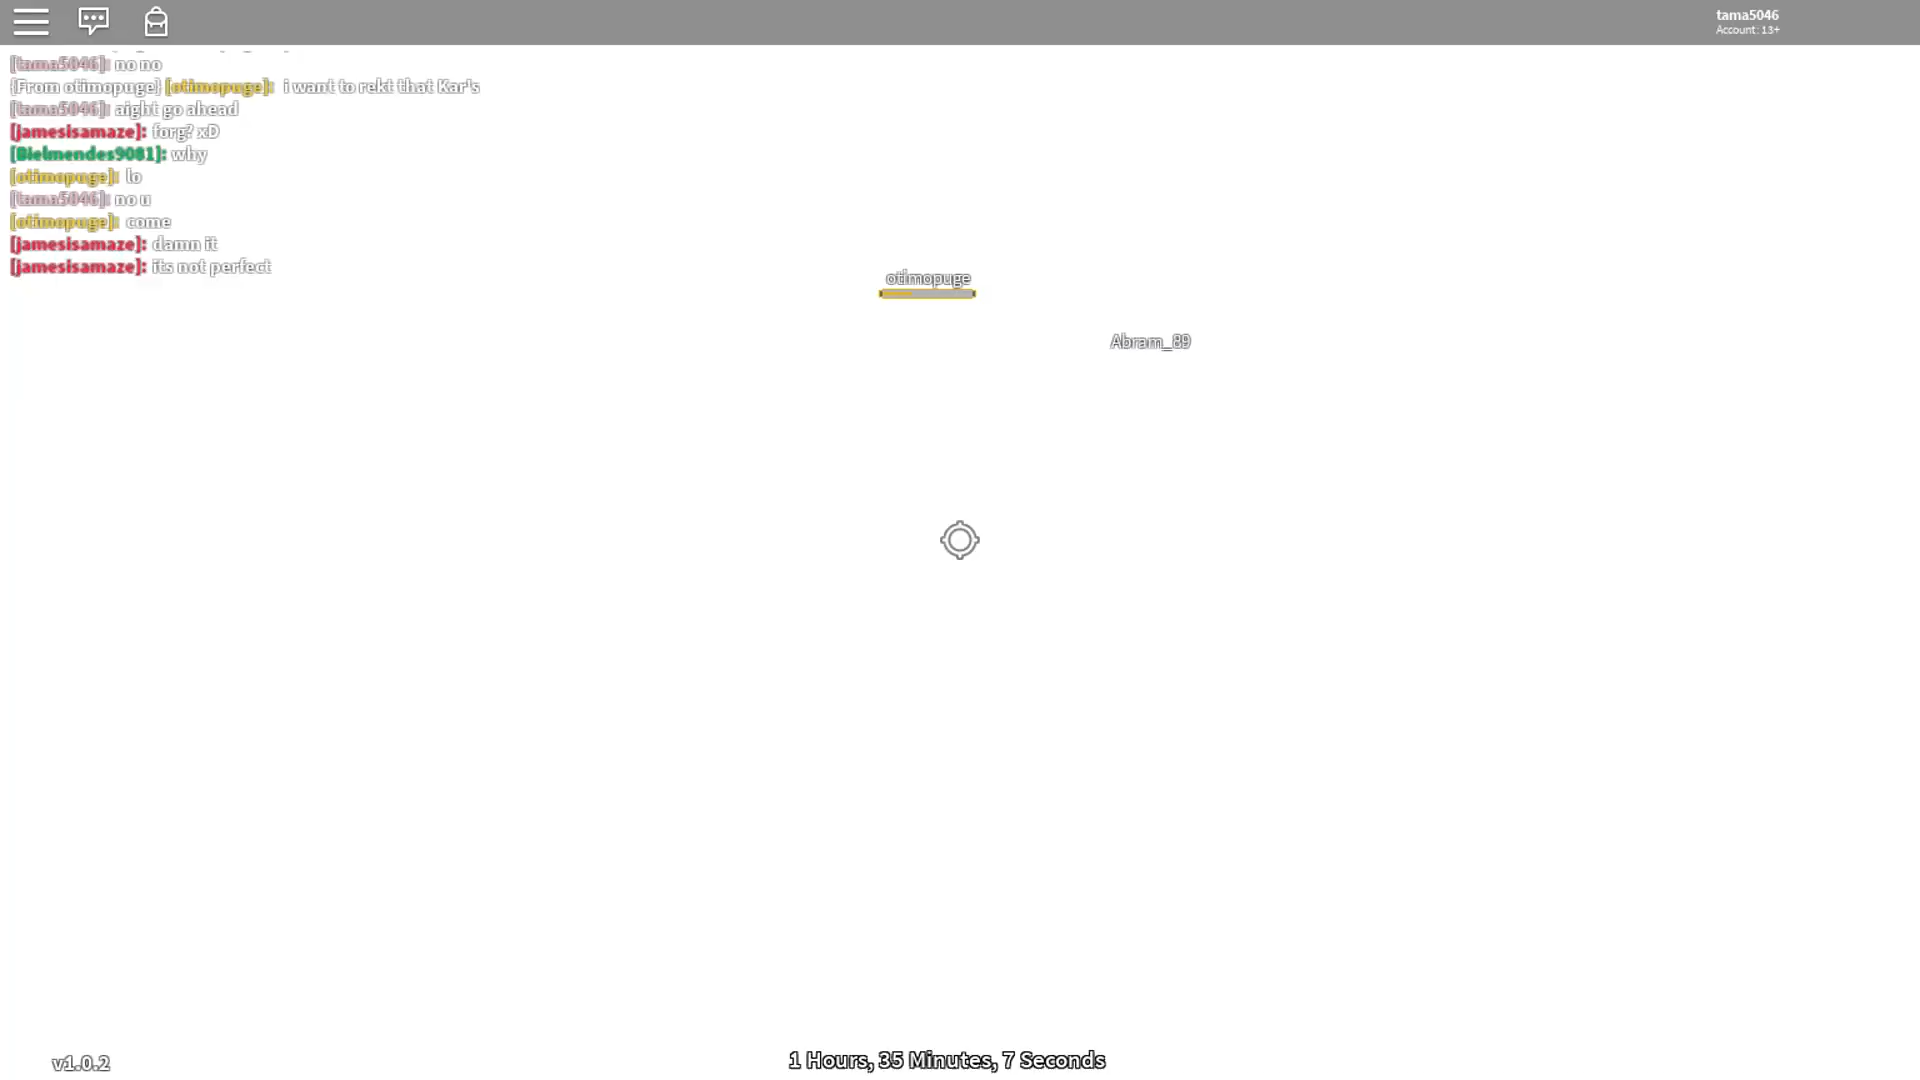 tama5046
Account: 13+
[tama5046]: no no
{From otimopuge} [otimopuge]: i want to rekt that Kar's
[tama5046]: aight go ahead
[jamesisamaze]: forg? xD
[Bielmendes9081]: why
[otimopuge]: lo
[tama5046]: no u
[otimopuge]: come
[jamesisamaze]: damn it
[jamesisamaze]: its not perfect
otimopuge
Abram_89
v1.0.2
1 Hours, 35 Minutes, 7 Seconds